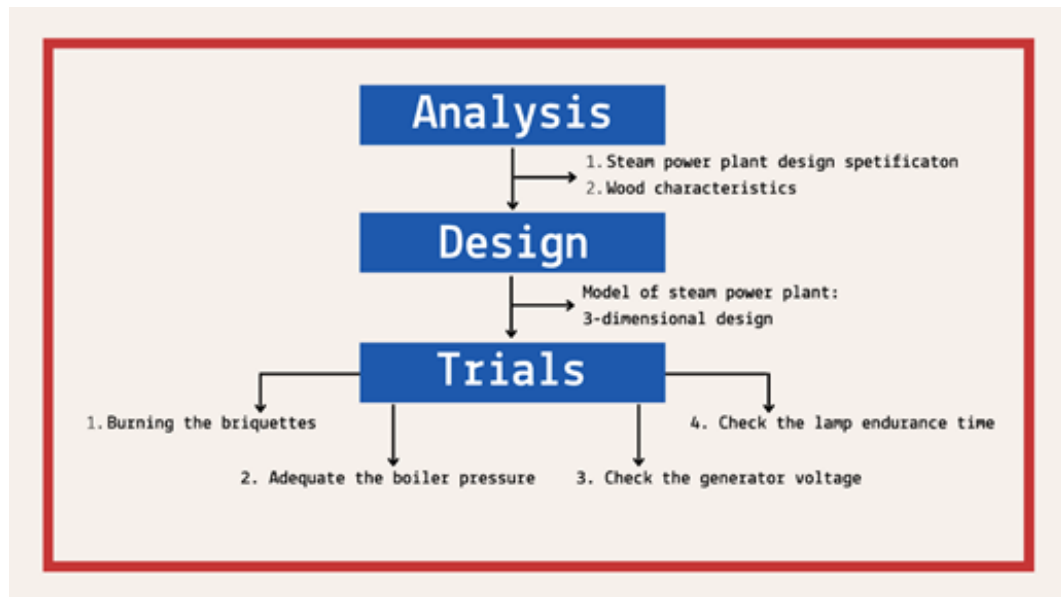 Analysis
1. Steam power plant design spetificaton
2. Wood characteristics
Design
Model of steam power plant:
3-dimensional design
Trials
1. Burning the briquettes
4. Check the lamp endurance time
2. Adequate the boiler pressure
3. Check the generator voltage